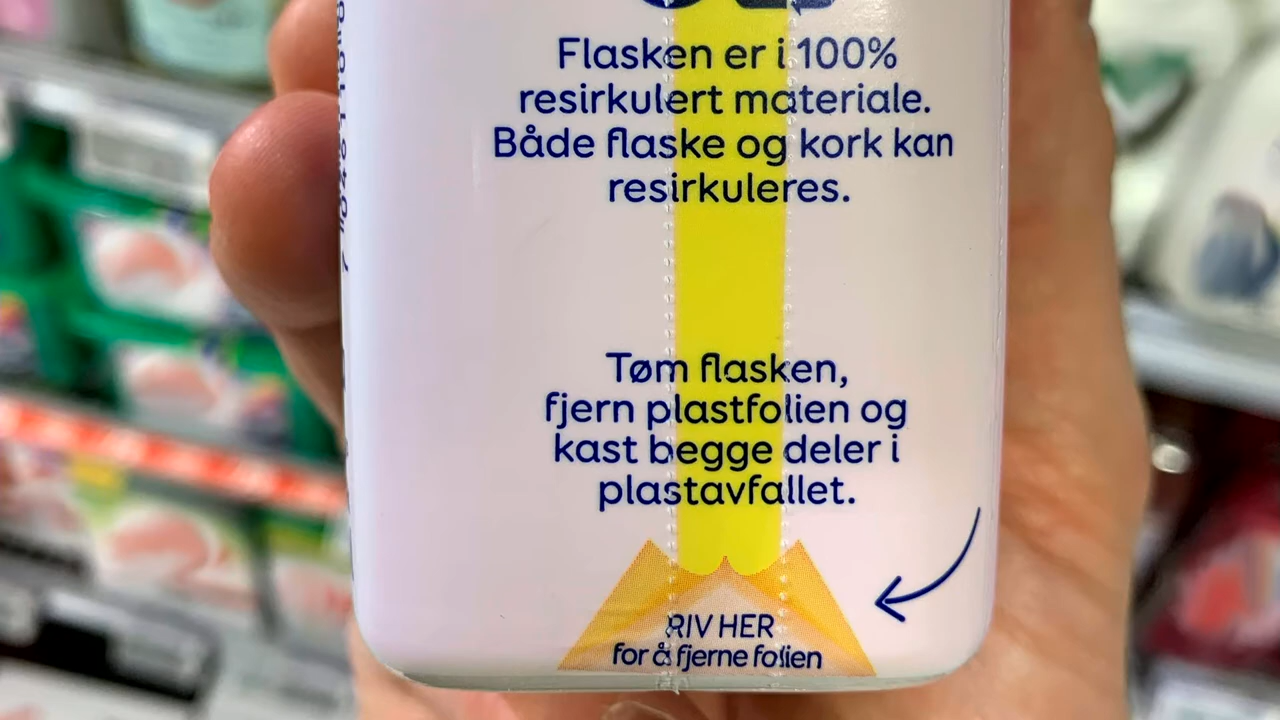 Flasken er i 100%
resirkulert materiale.
Både flaske og kork kan
resirkuleres.
Tøm flasken,
fjern plastfolien og
kast begge deler i
plastavfallet.
RIV HER
for å fjerne folien